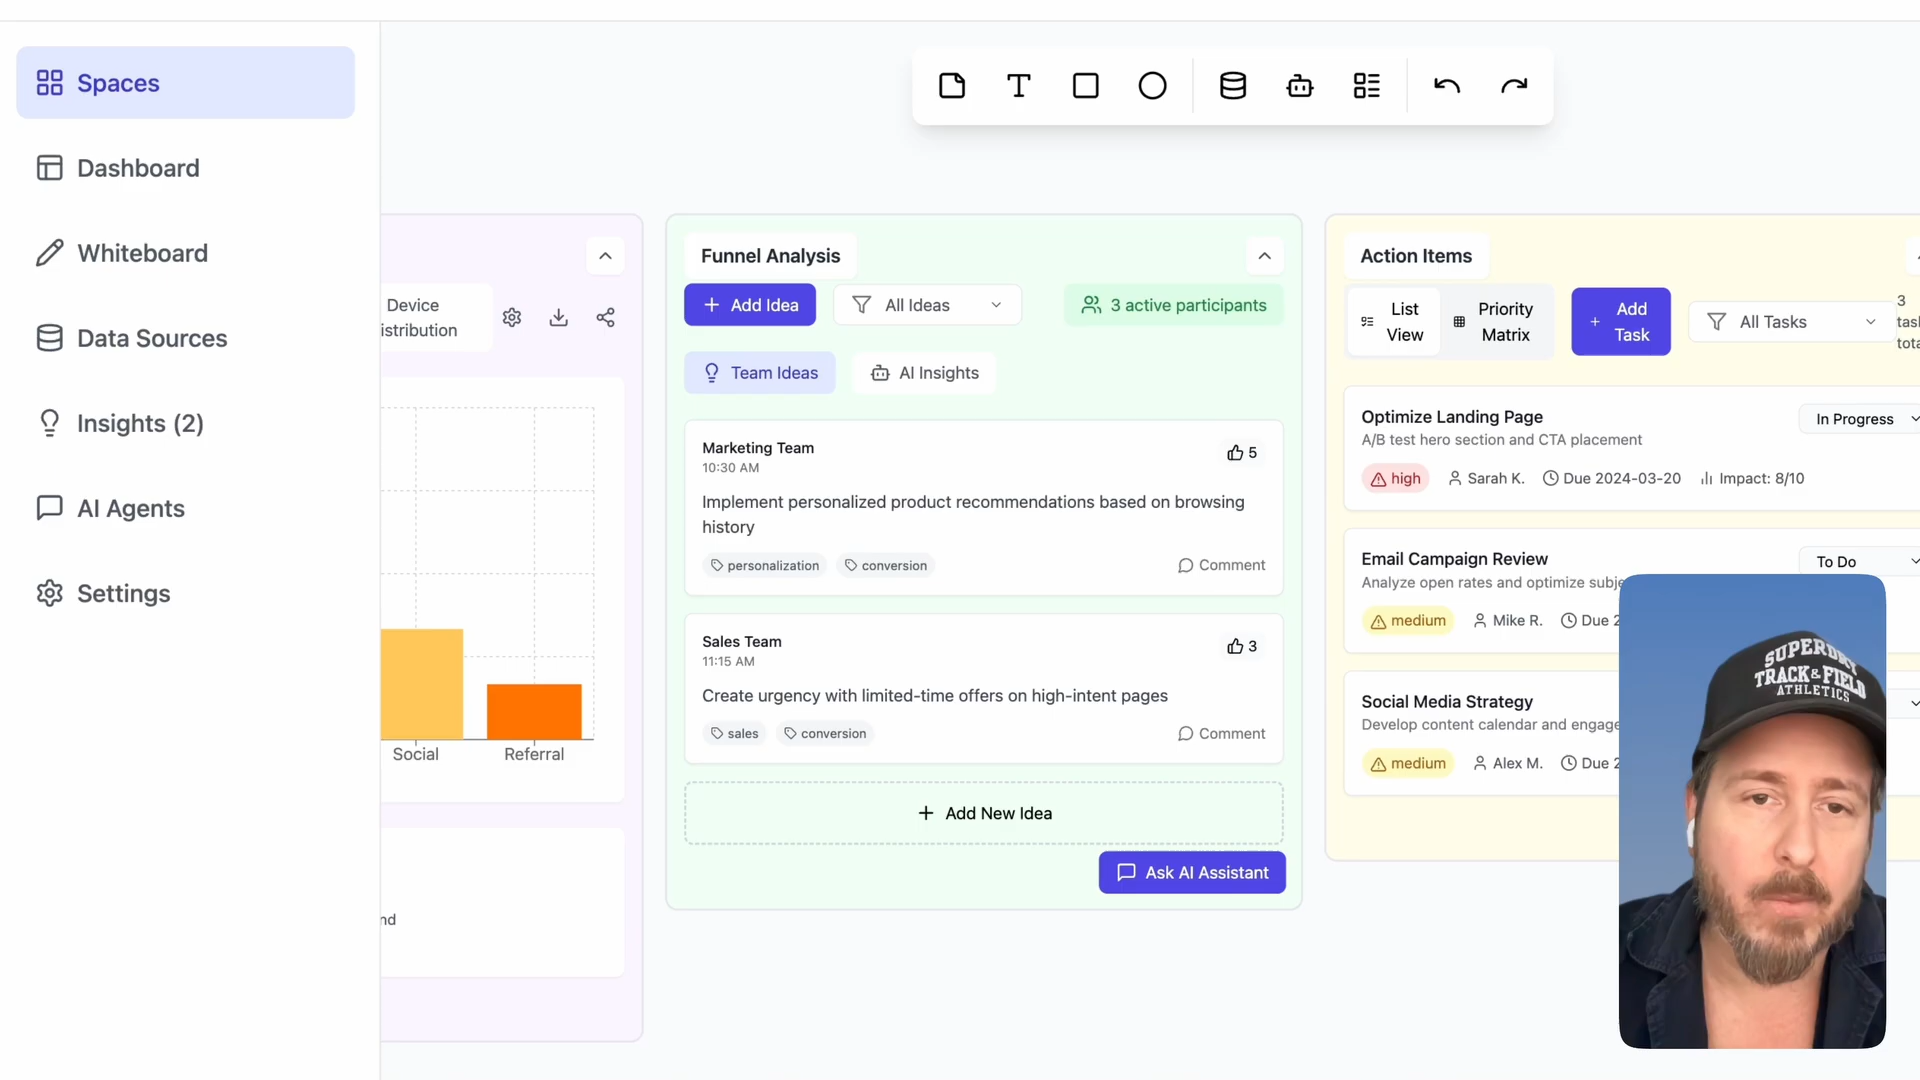 Spaces
Dashboard
Whiteboard
Data Sources
Insights (2)
AI Agents
Settings
Device
istribution
Social
Referral
nd
Funnel Analysis
Add Idea
All Ideas
3 active participants
Team Ideas
AI Insights
Marketing Team
10:30 AM
5
Implement personalized product recommendations based on browsing
history
personalization
conversion
Comment
Sales Team
11:15 AM
3
Create urgency with limited-time offers on high-intent pages
sales
conversion
Comment
Add New Idea
Ask AI Assistant
Action Items
List
View
Priority
Matrix
Add
Task
All Tasks
3
task
tota
Optimize Landing Page
In Progress
A/B test hero section and CTA placement
high
Sarah K.
Due 2024-03-20
Impact: 8/10
Email Campaign Review
To Do
Analyze open rates and optimize subje
medium
Mike R.
Due 2
Social Media Strategy
Develop content calendar and engage
medium
Alex M.
Due 2
SUPERDRY
TRACK & FIELD
ATHLETICS